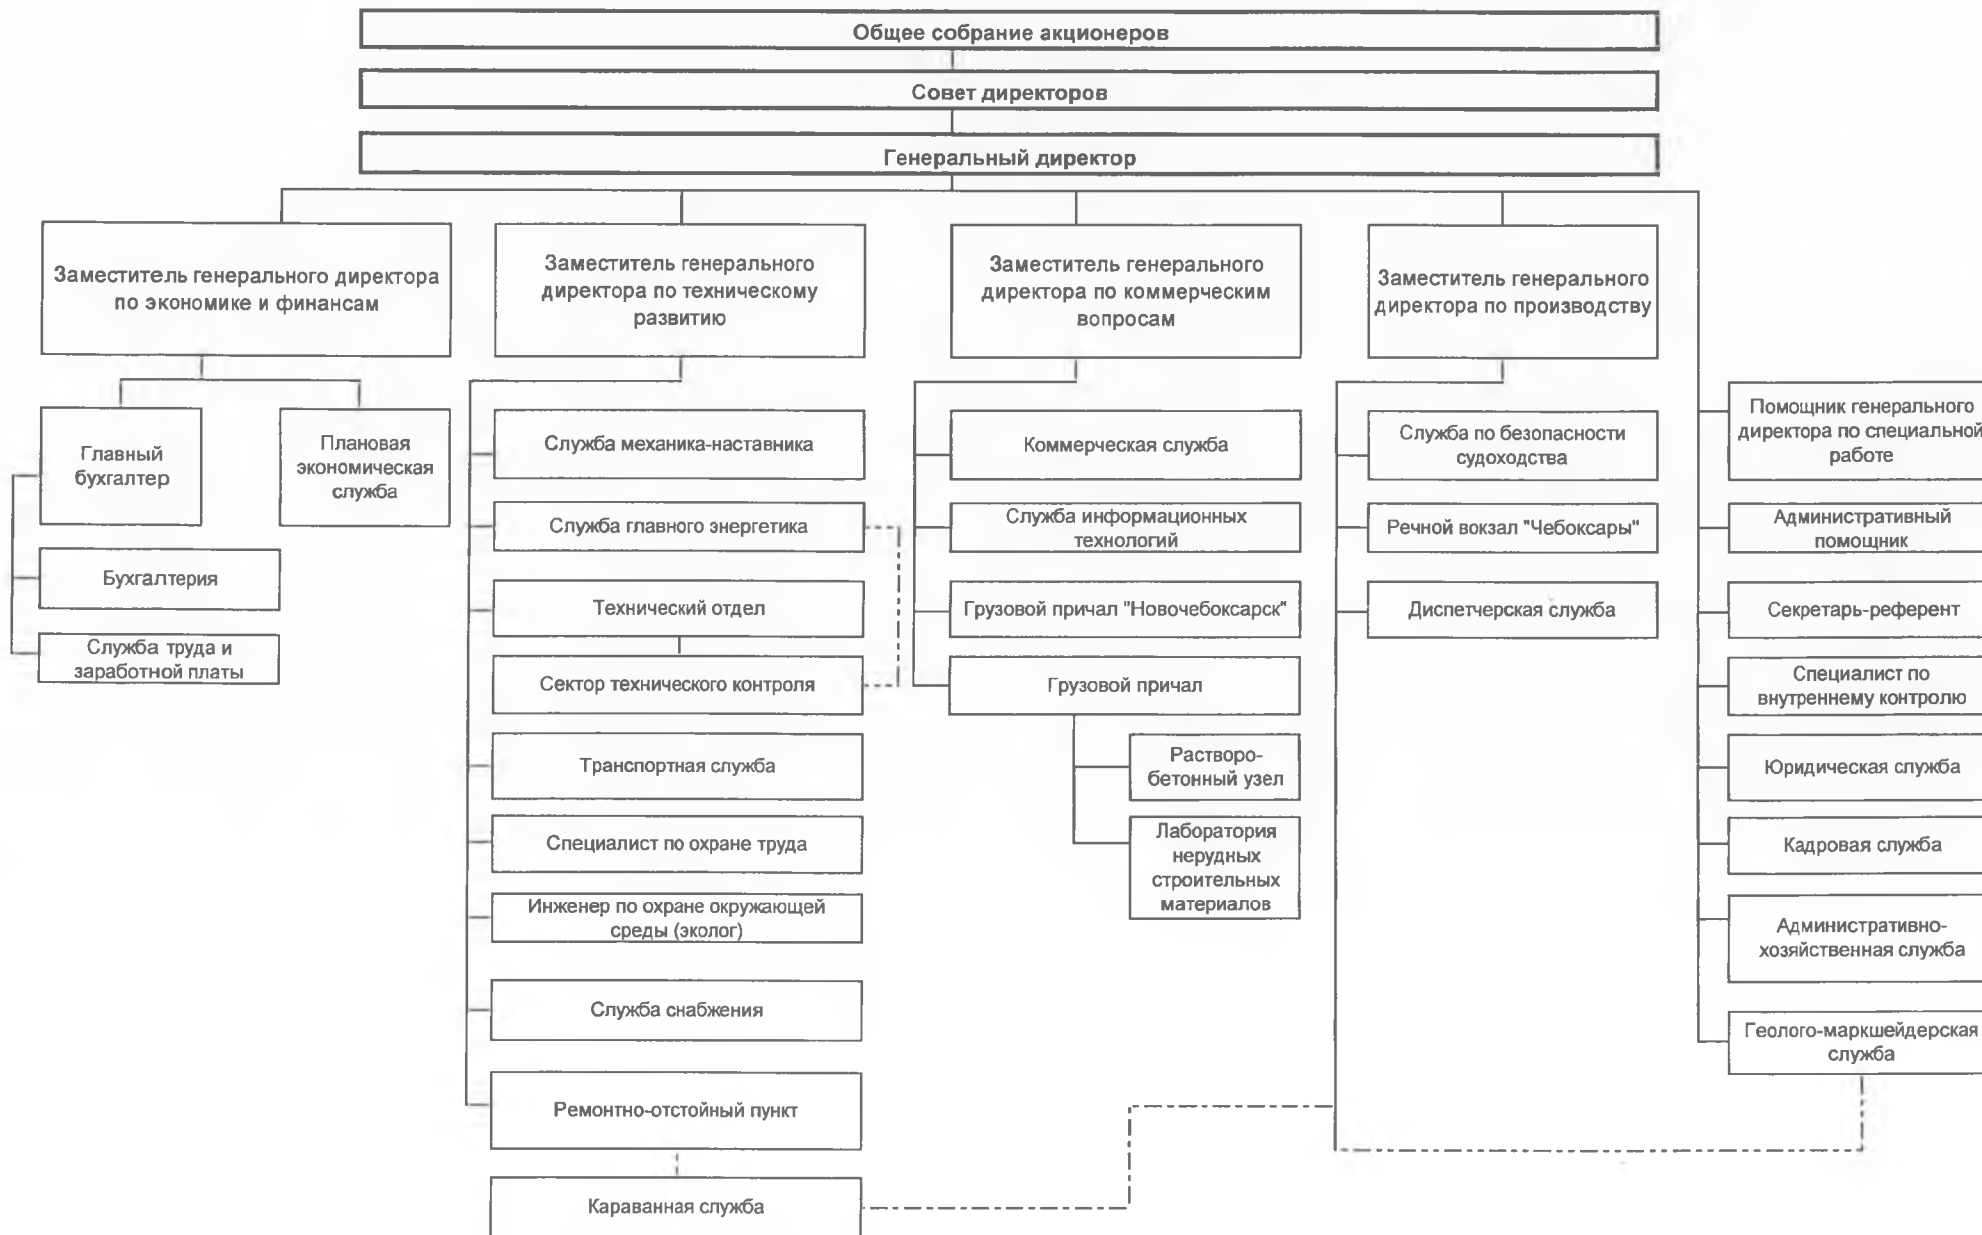 Общее собрание акционеров
Совет директоров
Генеральный директор
Заместитель генерального директора
по экономике и финансам
Заместитель генерального
директора по техническому
развитию
Заместитель генерального
директора по коммерческим
вопросам
Заместитель генерального
директора по производству
Главный
бухгалтер
Плановая
экономическая
служба
Бухгалтерия
Служба труда и
заработной платы
Служба механика-наставника
Служба главного энергетика
Технический отдел
Сектор технического контроля
Транспортная служба
Специалист по охране труда
Инженер по охране окружающей
среды (эколог)
Служба снабжения
Ремонтно-отстойный пункт
Караванная служба
Коммерческая служба
Служба информационных
технологий
Грузовой причал "Новочебоксарск"
Грузовой причал
Растворо-
бетонный узел
Лаборатория
нерудных
строительных
материалов
Служба по безопасности
судоходства
Речной вокзал "Чебоксары"
Диспетчерская служба
Помощник генерального
директора по специальной
работе
Административный
помощник
Секретарь-референт
Специалист по
внутреннему контролю
Юридическая служба
Кадровая служба
Административно-
хозяйственная служба
Геолого-маркшейдерская
служба